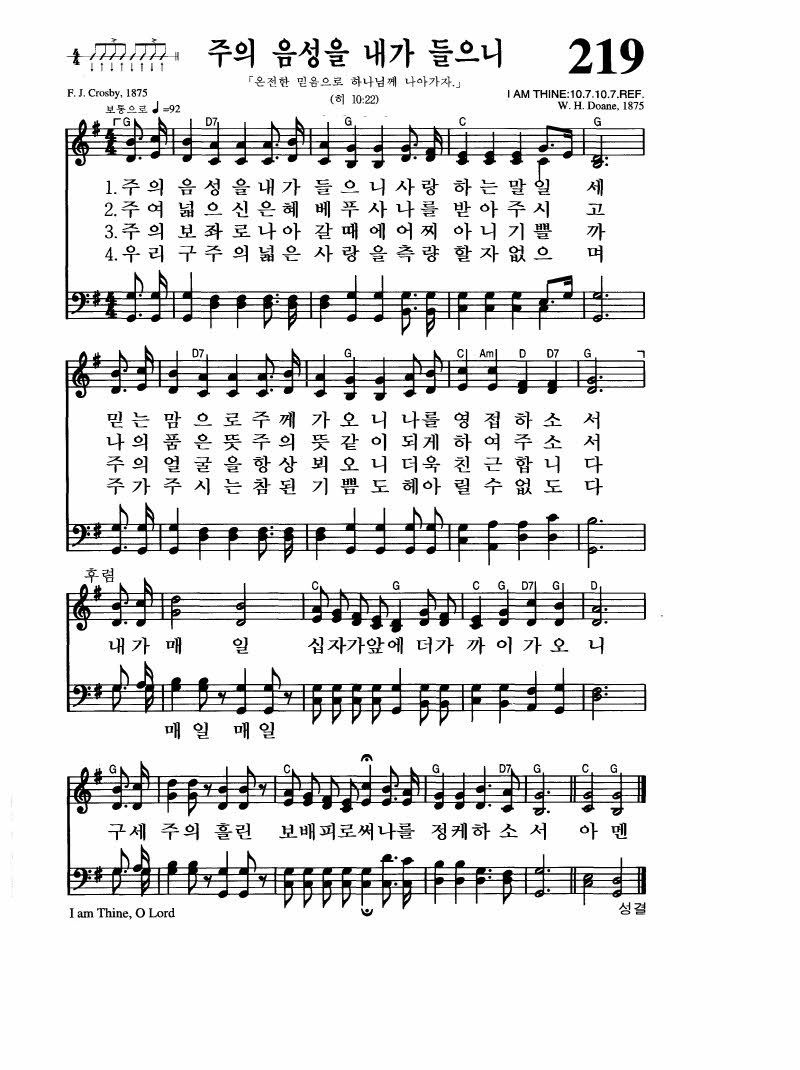 주의 음성을 내가 들으니
219
「온전한 믿음으로 하나님께 나아가자.」
(히 10:22)
F. J. Crosby, 1875
I AM THINE:10.7.10.7.REF.
W. H. Doane, 1875
보통으로 ♩=92
G D7 G C G
1.주의 음성을내가 들으니사랑 하는말일 세
2.주여 넓으신은혜 베푸사나를 받아주시 고
3.주의 보좌로나아 갈때에어찌 아니기쁠 까
4.우리 구주의넓은 사랑을측량 할자없으 며
D7 G C Am D D7 G
믿는 맘으로주께 가오니나를 영접하소 서
나의 품은뜻주의 뜻같이되게 하여주소 서
주의 얼굴을항상 뵈오니더욱 친근합니 다
주가 주시는참된 기쁨도헤아 릴수없도 다
후렴
C G C G D7 G D
내가 매 일 십자가앞에더가 까이가오 니
매일 매일
G C G D7 G C G
구세 주의 흘린 보배피로써나를 정케하소서 아멘
I am Thine, O Lord
성결